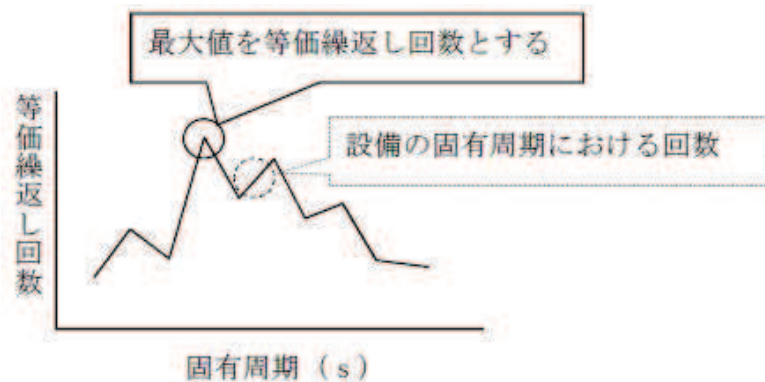 最大値を等価繰返し回数とする
等価繰返し回数
設備の固有周期における回数
固有周期（ｓ）